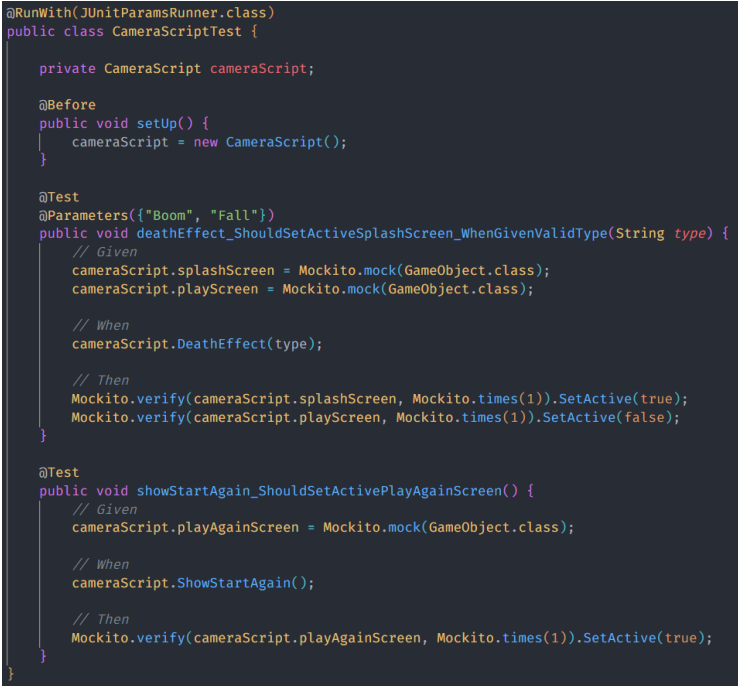 @RunWith(JUnitParamsRunner.class)
public class CameraScriptTest {
private CameraScript cameraScript;
@Before
public void setUp() {
cameraScript = new CameraScript();
}
@Test
@Parameters({"Boom", "Fall"})
public void deathEffect_ShouldSetActiveSplashScreen_WhenGivenValidType(String type) {
// Given
cameraScript.splashScreen = Mockito.mock(GameObject.class);
cameraScript.playScreen = Mockito.mock(GameObject.class);
// When
cameraScript.DeathEffect(type);
// Then
Mockito.verify(cameraScript.splashScreen, Mockito.times(1)).SetActive(true);
Mockito.verify(cameraScript.playScreen, Mockito.times(1)).SetActive(false);
}
@Test
public void showStartAgain_ShouldSetActivePlayAgainScreen() {
// Given
cameraScript.playAgainScreen = Mockito.mock(GameObject.class);
// When
cameraScript.ShowStartAgain();
// Then
Mockito.verify(cameraScript.playAgainScreen, Mockito.times(1)).SetActive(true);
}
}